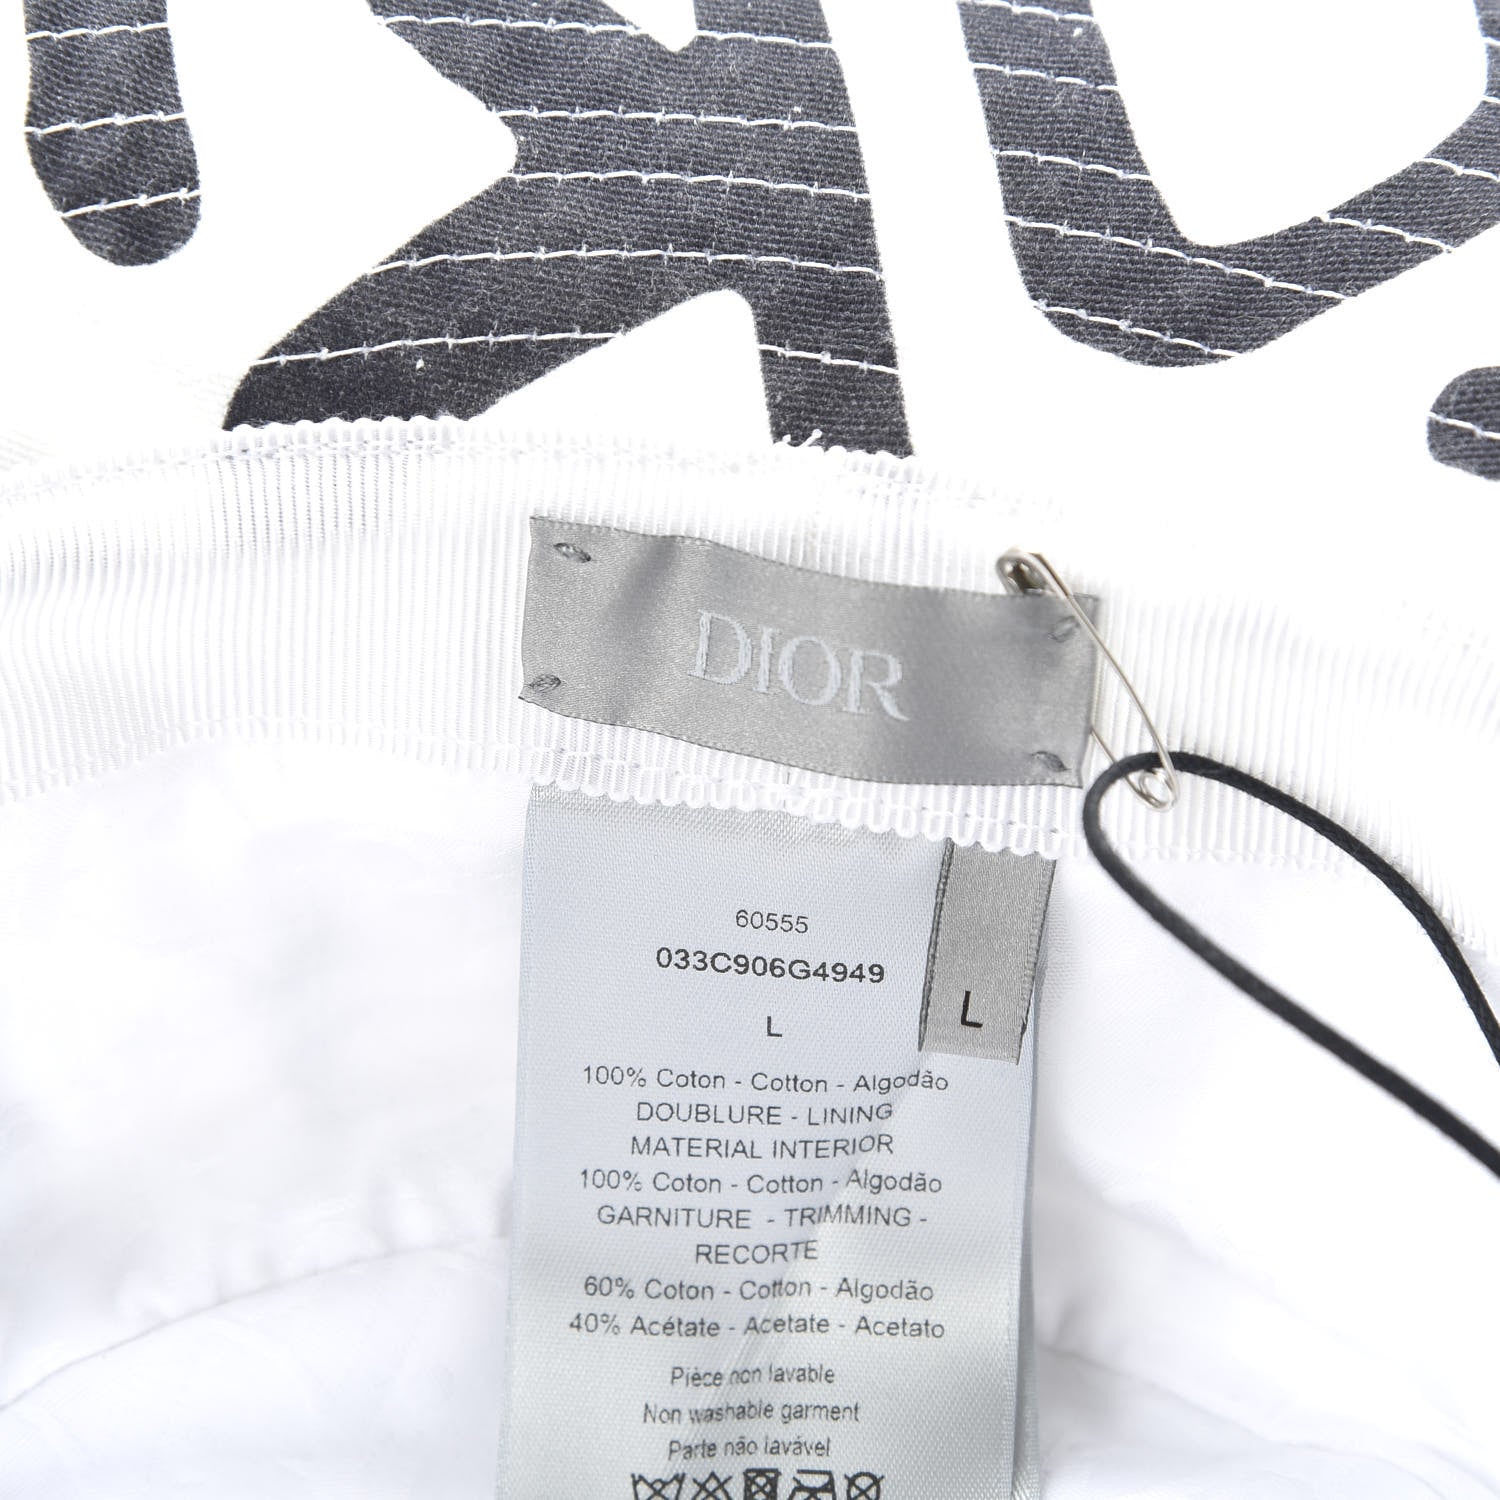 DIOR
60555
033C906G4949
L
L
100% Coton - Cotton - Algodão
DOUBLURE - LINING
MATERIAL INTERIOR
100% Coton - Cotton - Algodão
GARNITURE - TRIMMING -
RECORTE
60% Coton - Cotton - Algodão
40% Acétate - Acetate - Acetato
Pièce non lavable
Non washable garment
Parte não lavável